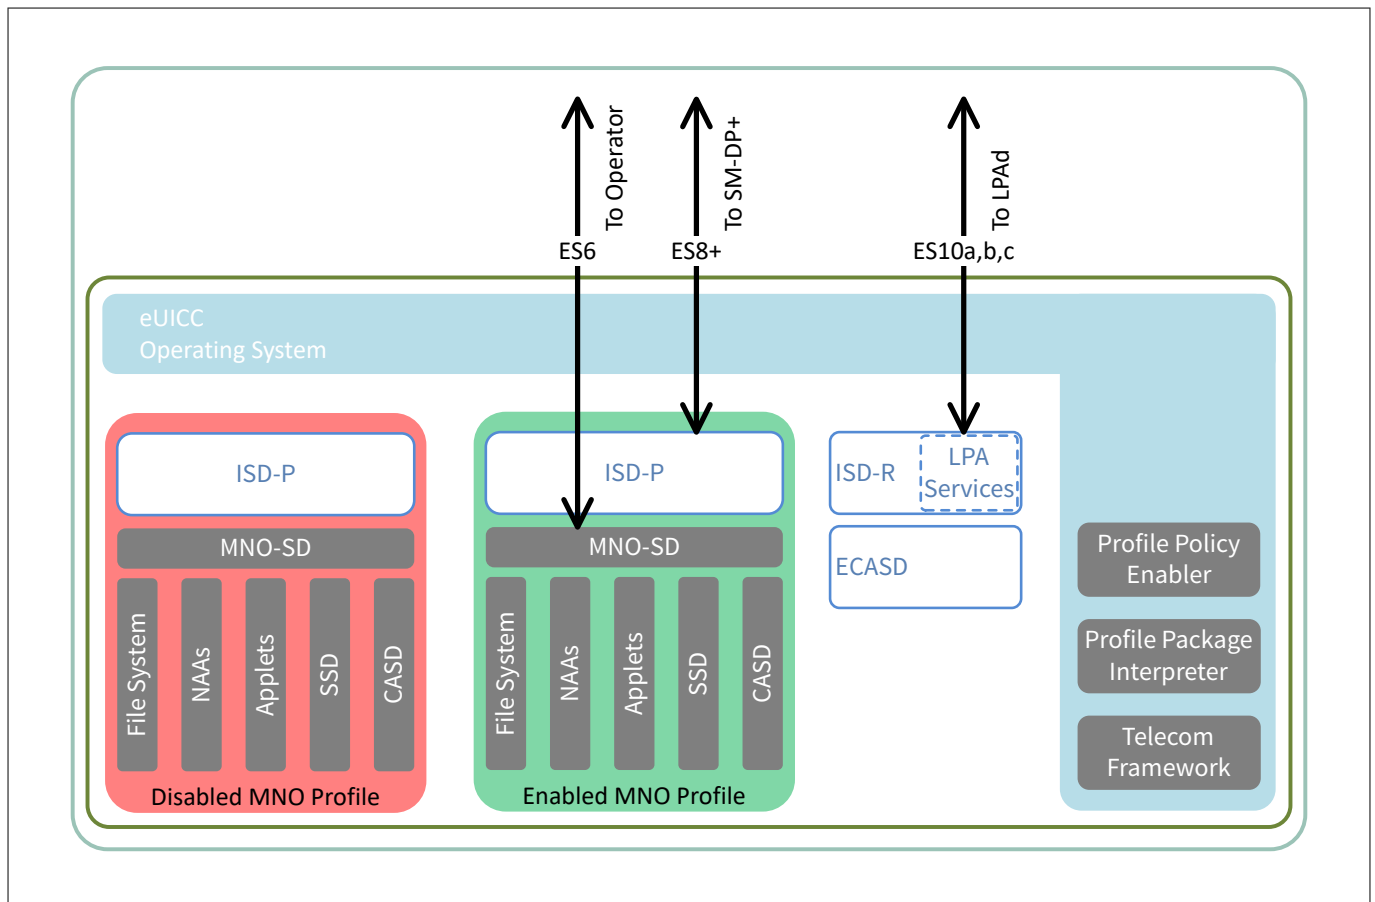 To Operator
To SM-DP+
To LPAd
ES6
ES8+
ES10a,b,c
eUICC
Operating System
ISD-P
MNO-SD
File System
NAAs
Applets
SSD
CASD
Disabled MNO Profile
ISD-P
MNO-SD
File System
NAAs
Applets
SSD
CASD
Enabled MNO Profile
ISD-R
LPA
Services
ECASD
Profile Policy
Enabler
Profile Package
Interpreter
Telecom
Framework